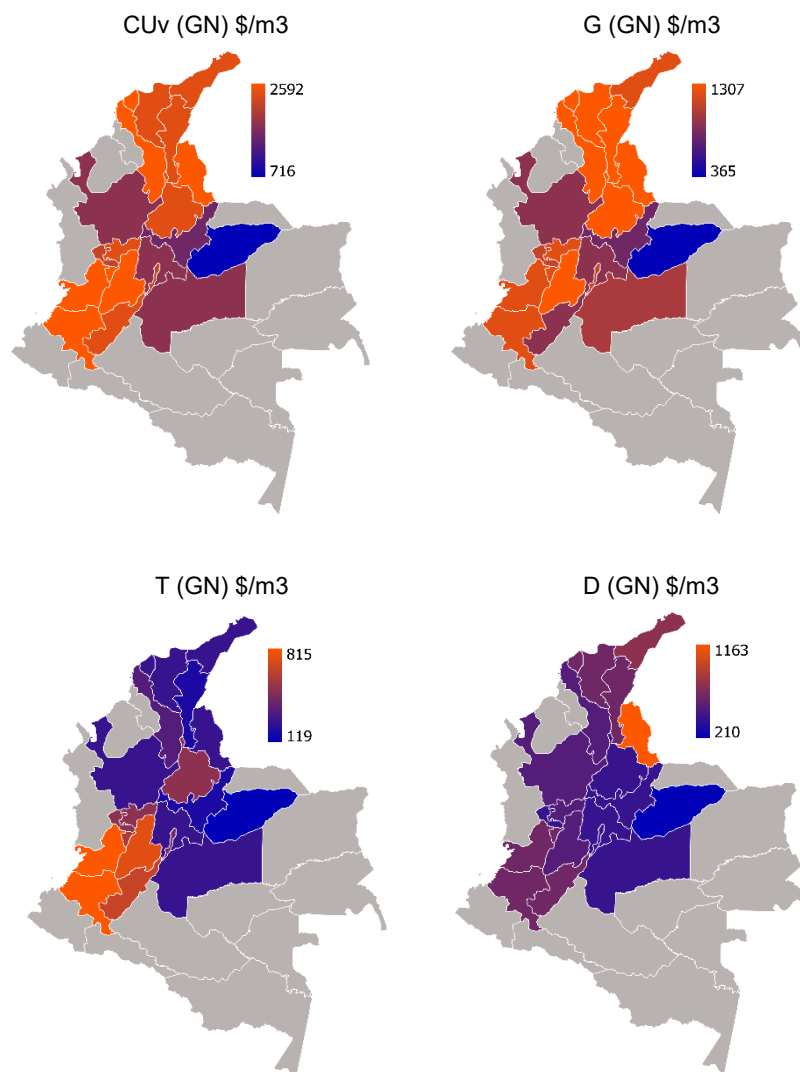 CUv (GN) $/m3
G (GN) $/m3
2592
716
1307
365
T (GN) $/m3
D (GN) $/m3
815
119
1163
210